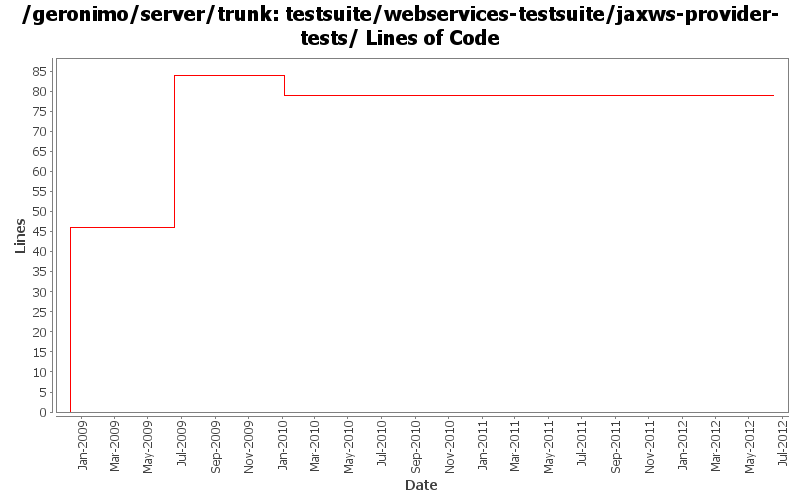 /geronimo/server/trunk: testsuite/webservices-testsuite/jaxws-provider-
tests/ Lines of Code
85
80
75
70
65
60
55
50
45
40
35
30
25
20
15
10
5
0
Lines
Jan-2009
Mar-2009
May-2009
Jul-2009
Sep-2009
Nov-2009
Jan-2010
Mar-2010
May-2010
Jul-2010
Sep-2010
Nov-2010
Jan-2011
Mar-2011
May-2011
Jul-2011
Sep-2011
Nov-2011
Jan-2012
Mar-2012
May-2012
Jul-2012
Date